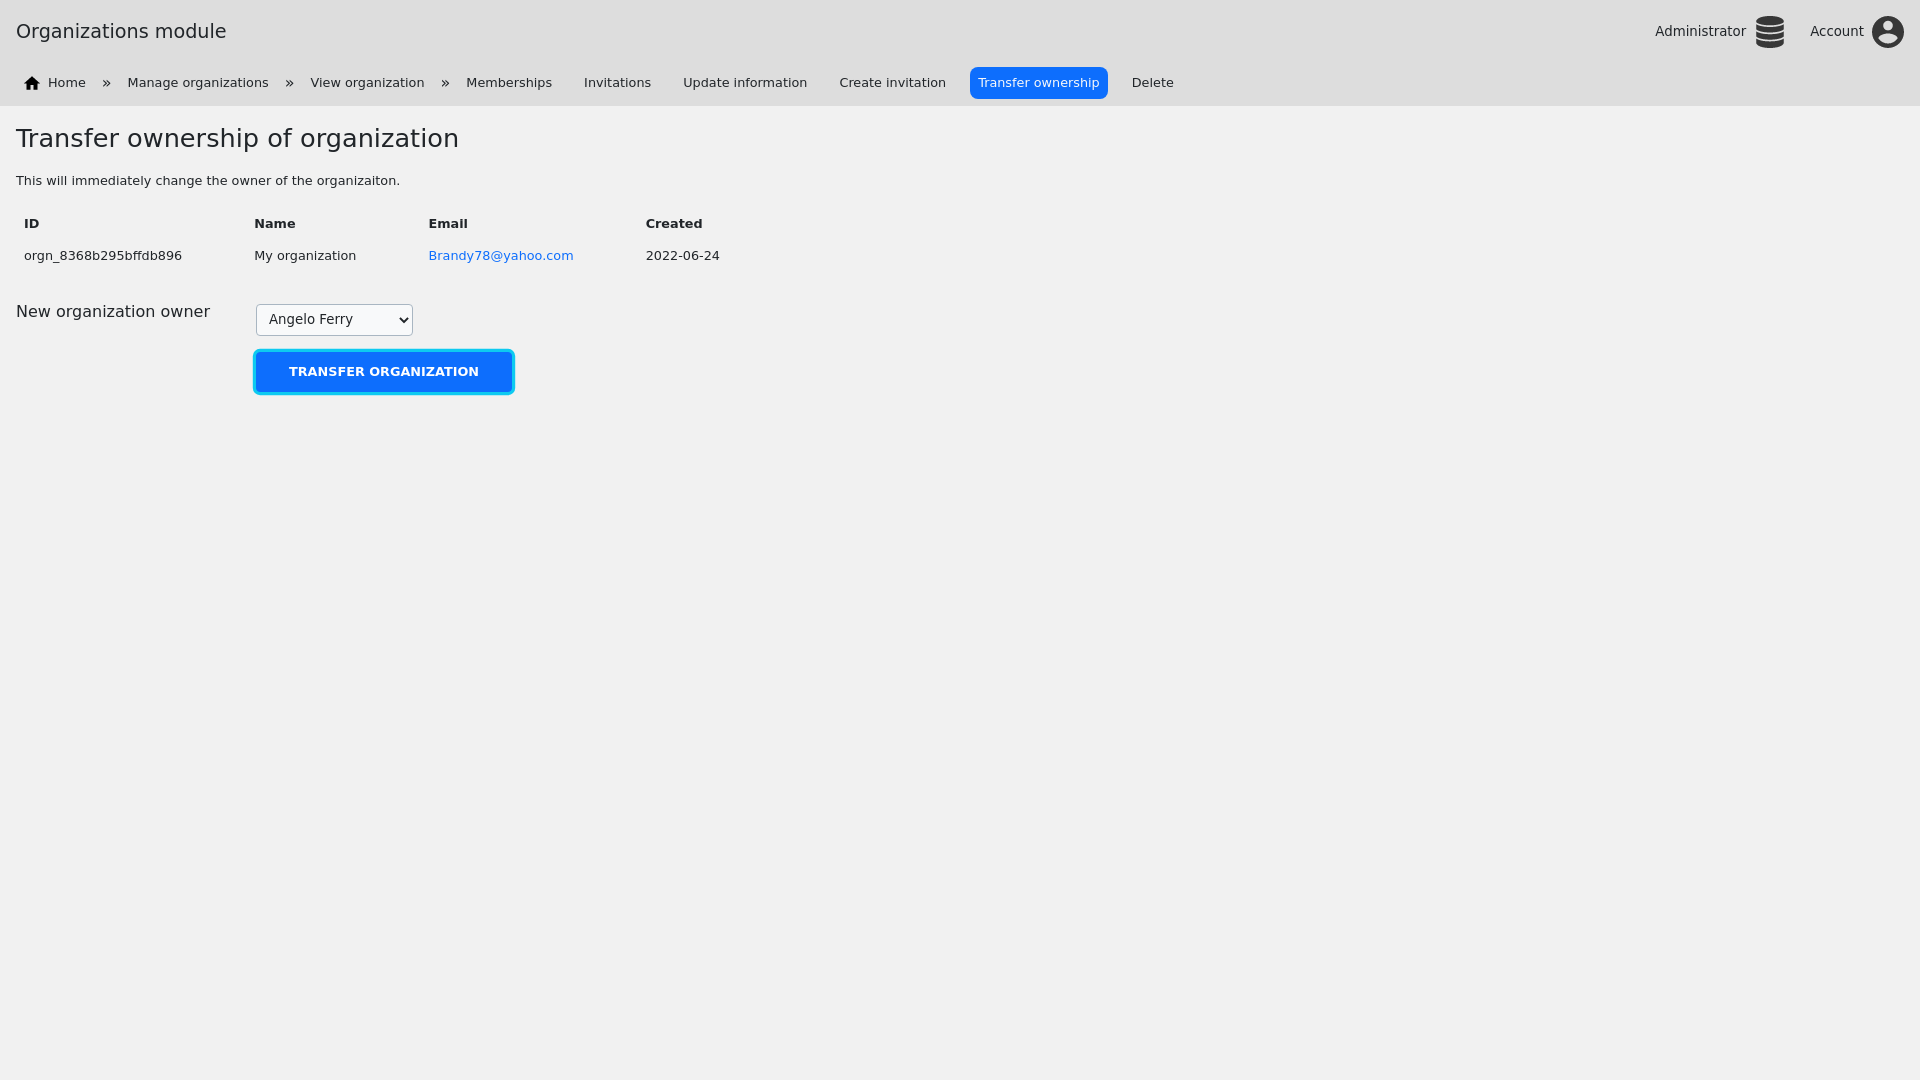 Organizations module
Administrator
Account
Home » Manage organizations » View organization » Memberships Invitations Update information Create invitation Transfer ownership Delete
Transfer ownership of organization
This will immediately change the owner of the organizaiton.
ID Name Email Created
orgn_8368b295bffdb896 My organization Brandy78@yahoo.com 2022-06-24
New organization owner Angelo Ferry
TRANSFER ORGANIZATION